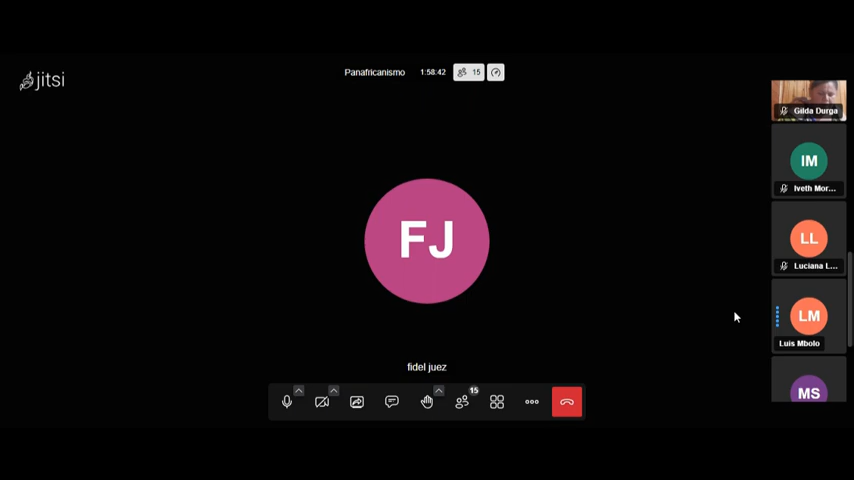 jitsi
Panafricanismo 1:58:42 15
Gilda Durga
IM
Iveth Mor...
LL
Luciana L...
FJ
LM
Luis Mbolo
fidel juez
MS
15